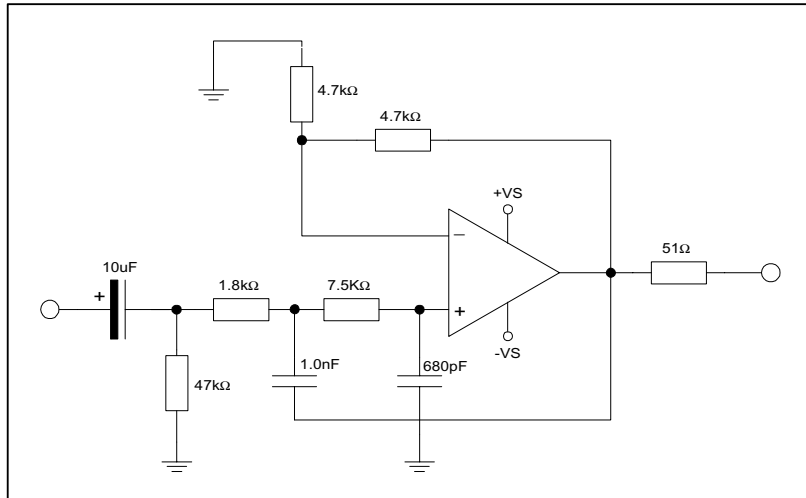 4.7kΩ
4.7kΩ
+VS
−
51Ω
10uF
+
1.8kΩ
7.5KΩ
+
-VS
1.0nF
680pF
47kΩ